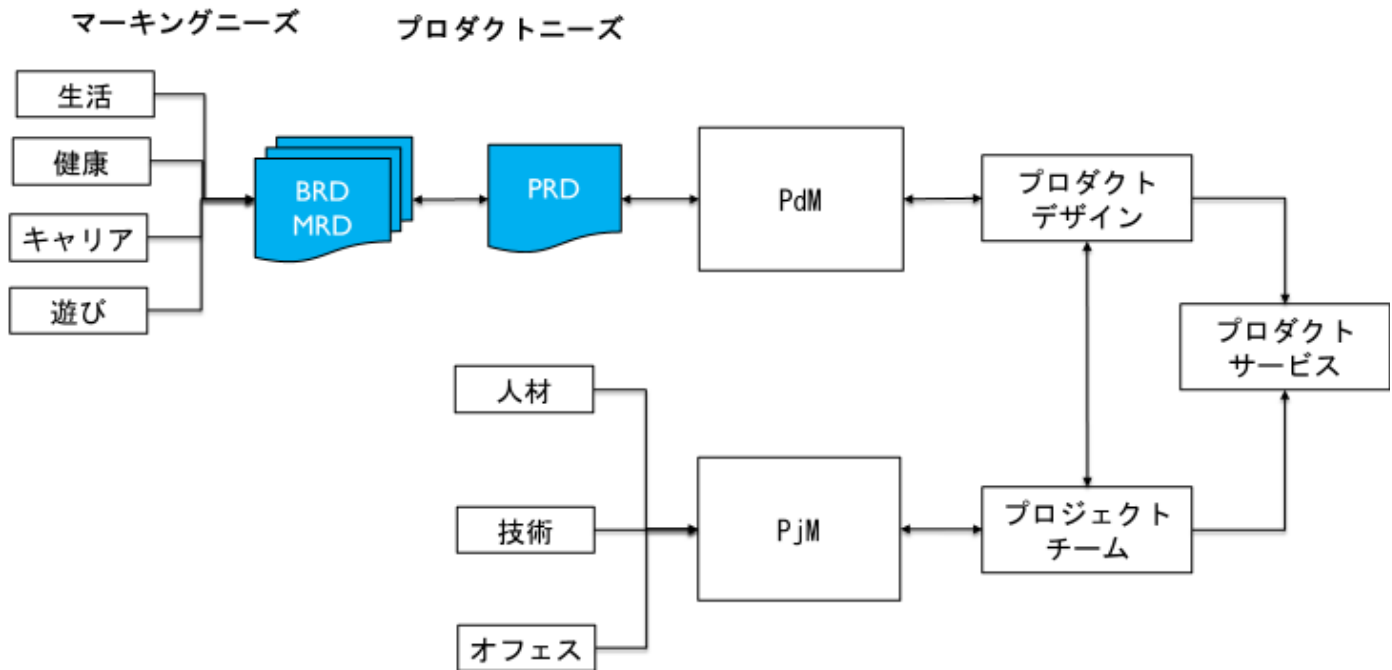 マーキングニーズ
プロダクトニーズ
生活
健康
キャリア
遊び
BRD
MRD
PRD
PdM
プロダクト
デザイン
プロダクト
サービス
人材
技術
オフェス
PjM
プロジェクト
チーム